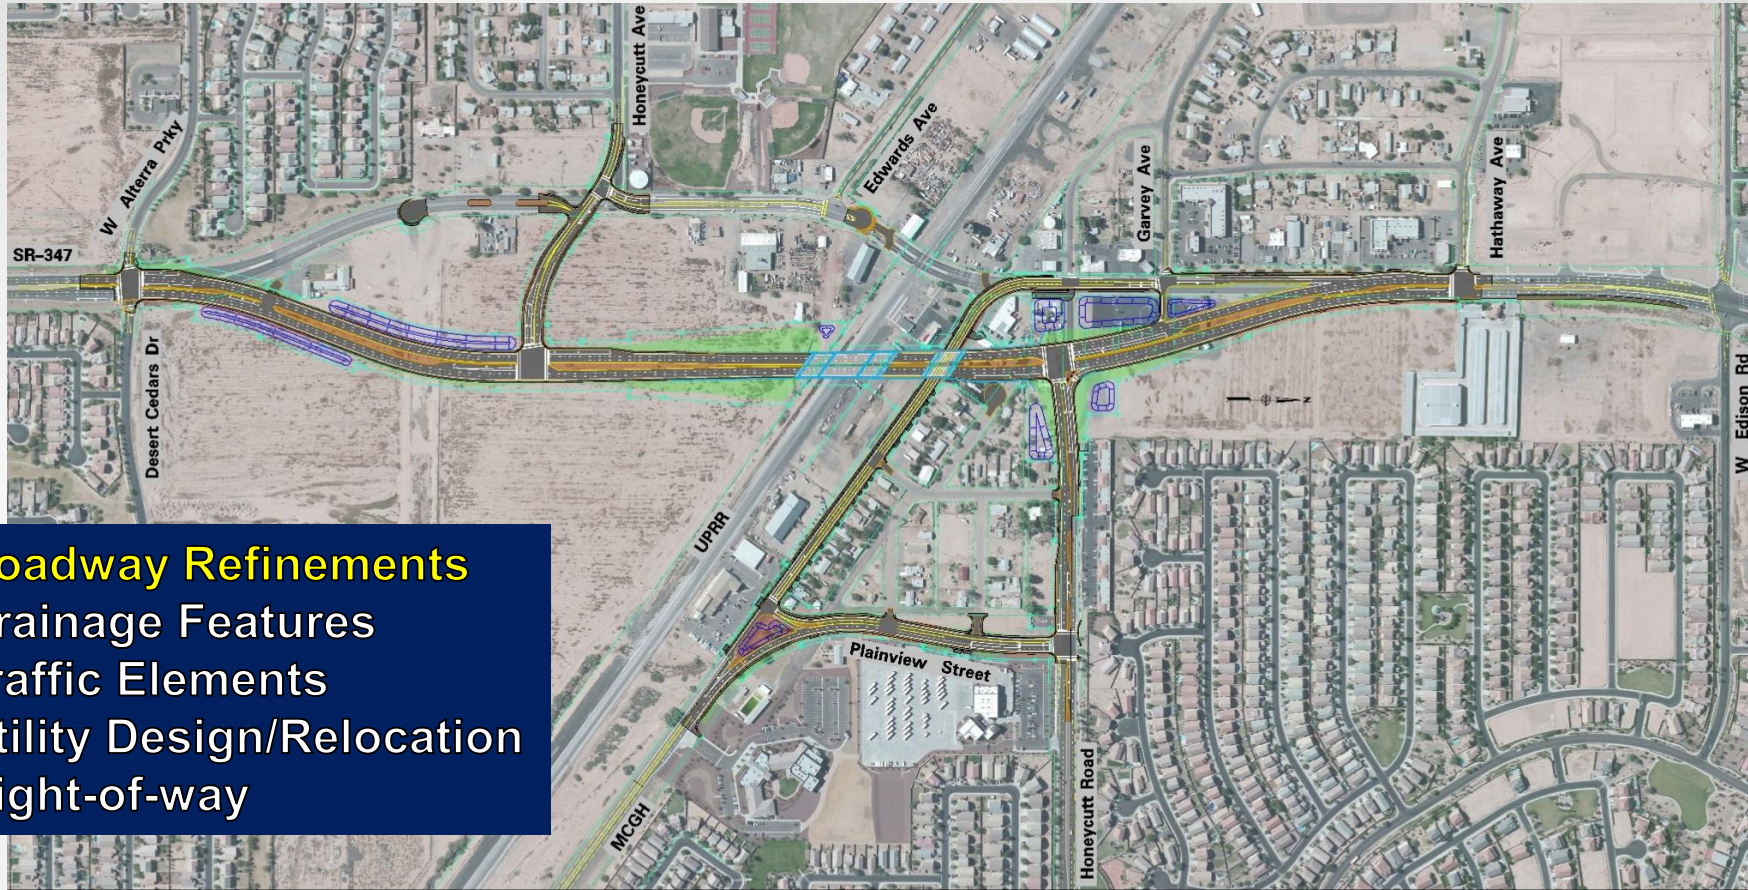 Honeycutt Ave
W Alterra Prky
SR-347
Edwards Ave
Garvey Ave
Hathaway Ave
N
Desert Cedars Dr
W Edison Rd
UPRR
Plainview Street
MCGH
Honeycutt Road
oadway Refinements
rainage Features
raffic Elements
tility Design/Relocation
ight-of-way